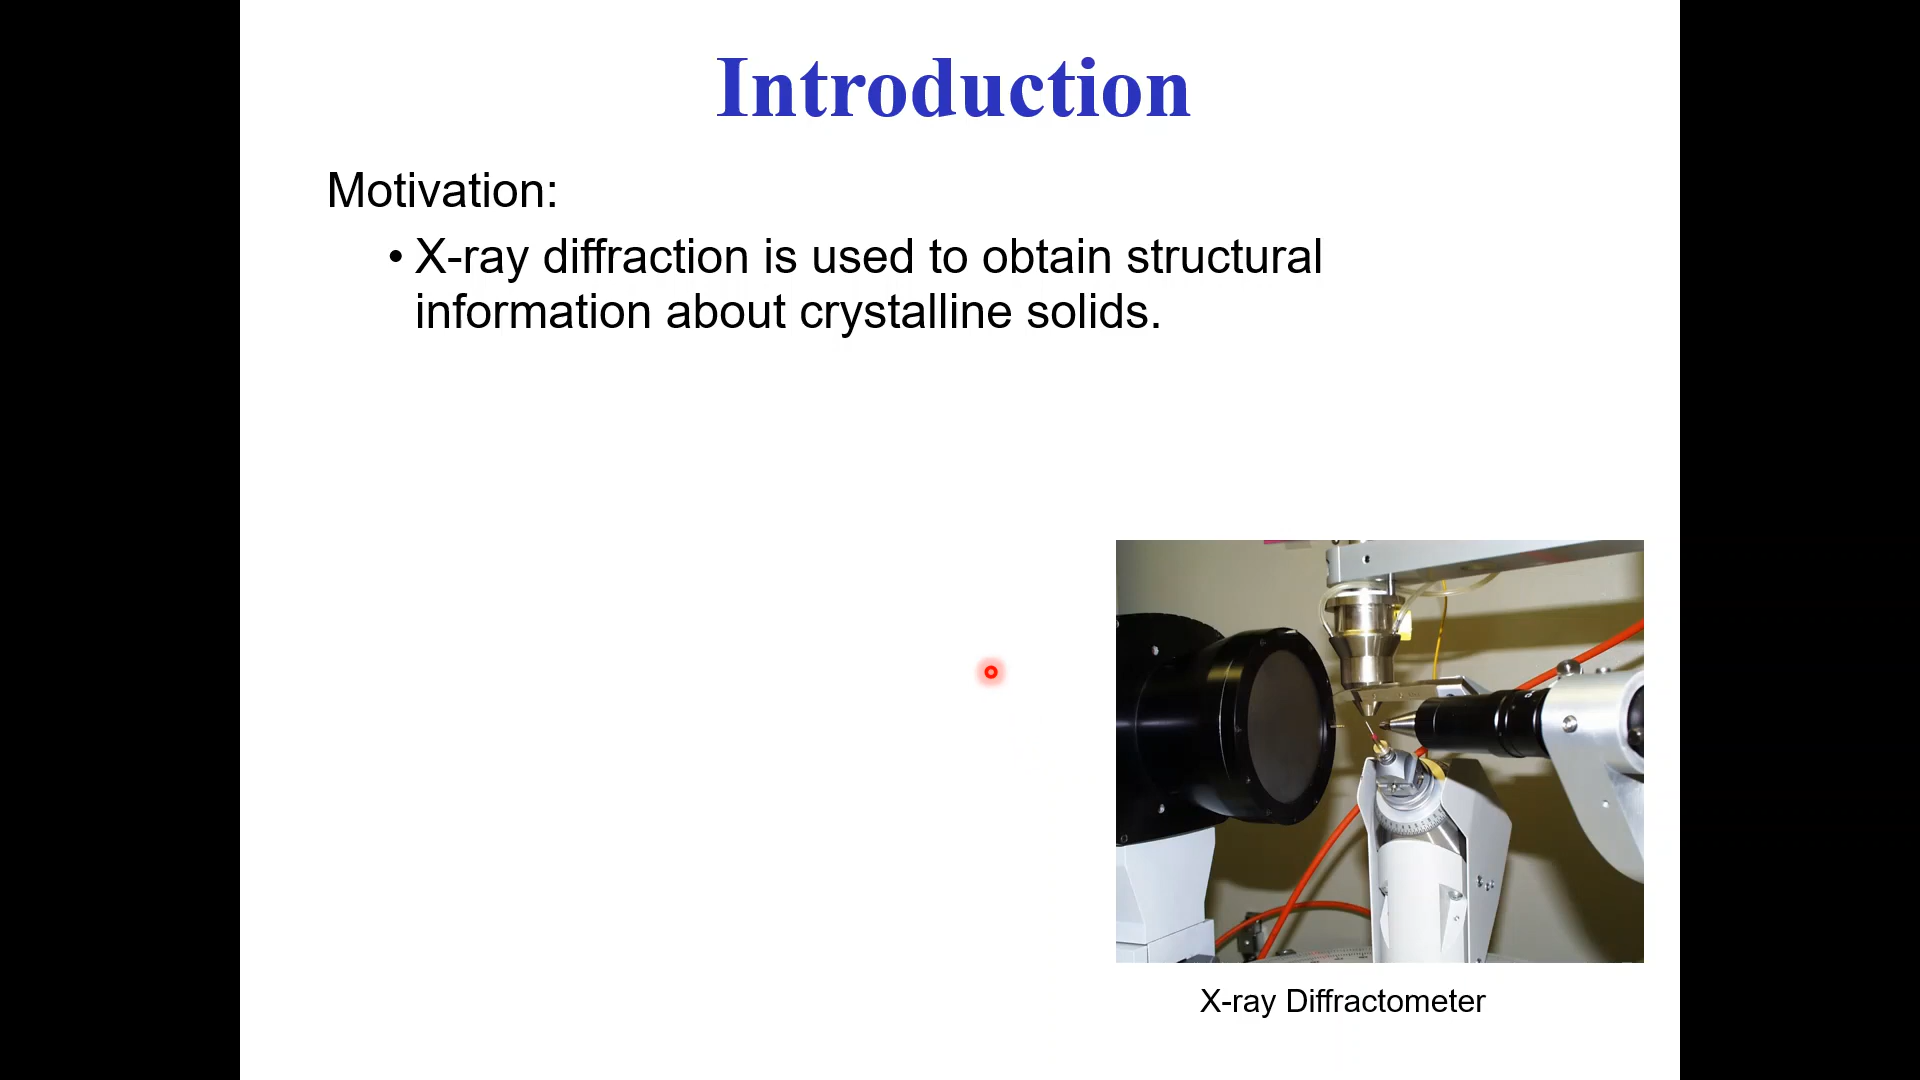 Introduction
Motivation:
• X-ray diffraction is used to obtain structural
information about crystalline solids.
X-ray Diffractometer